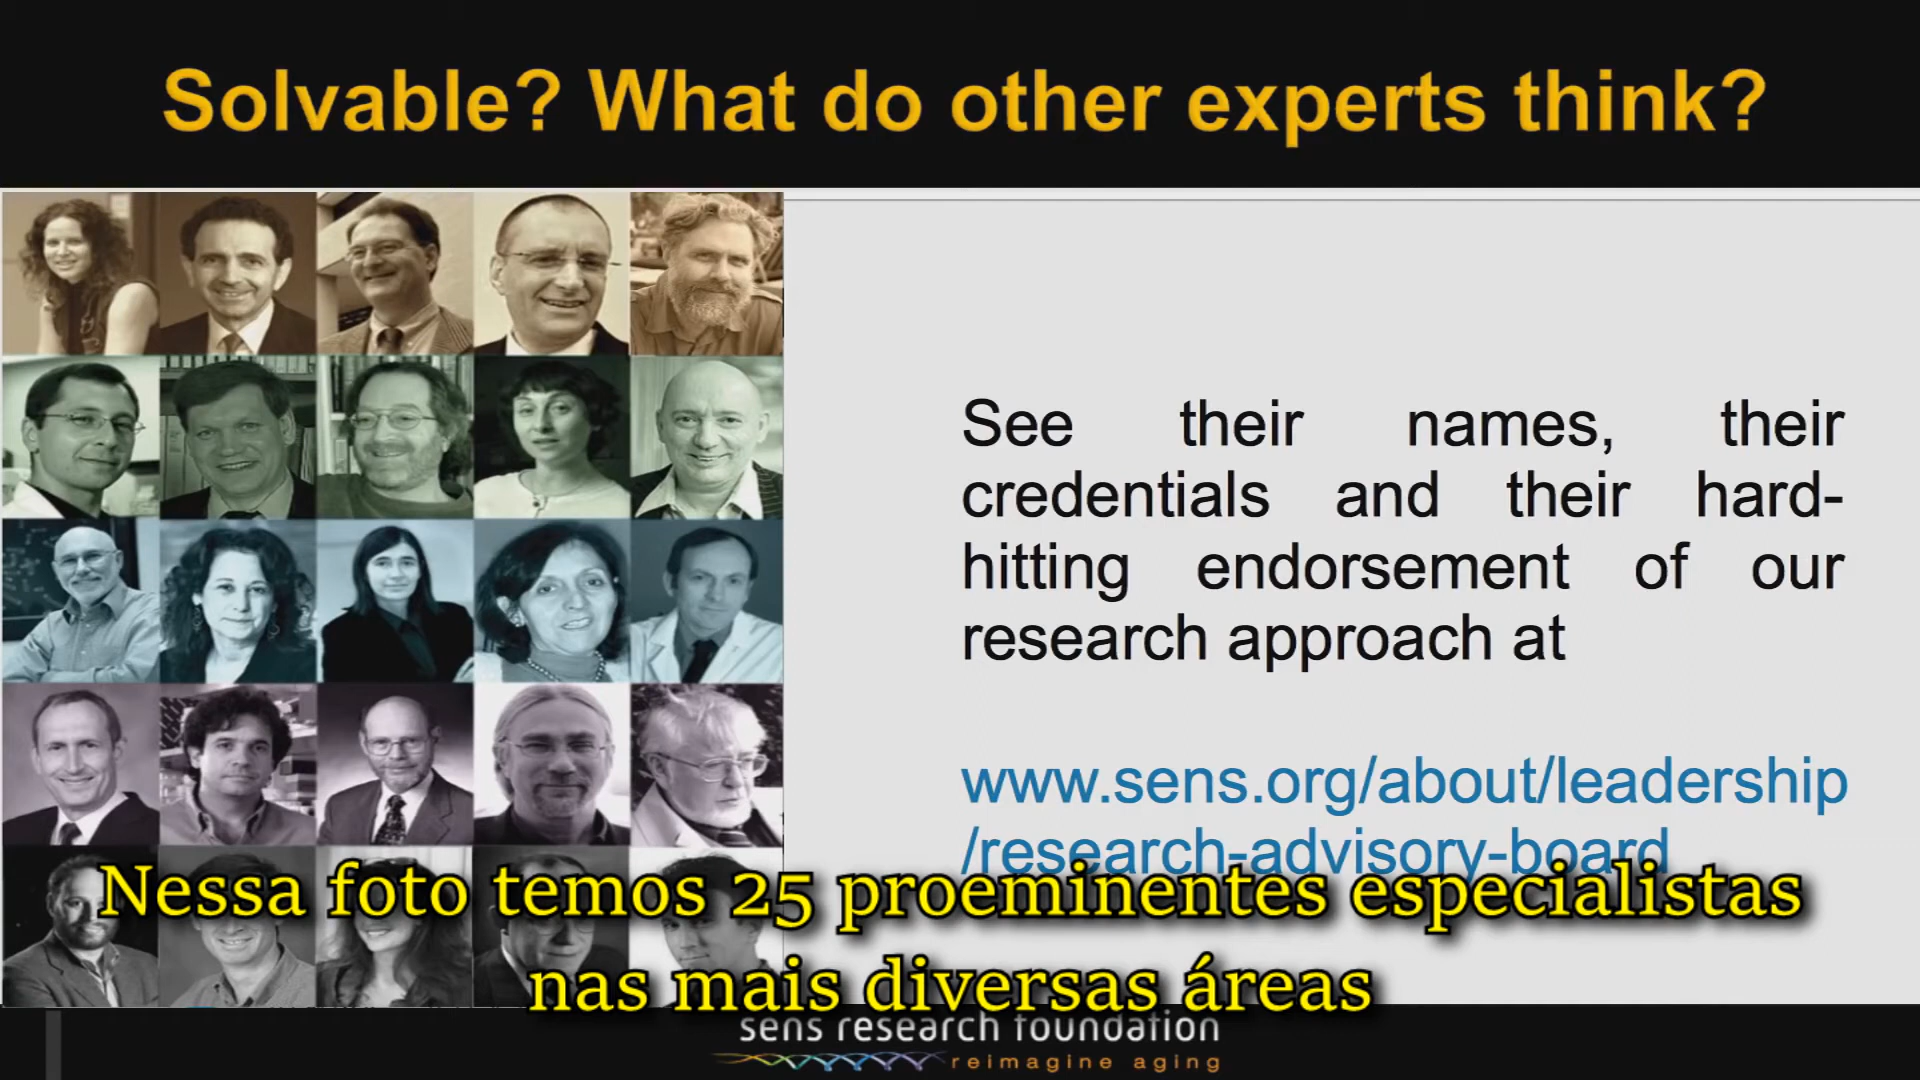 Solvable? What do other experts think?
See their names, their
credentials and their hard-
hitting endorsement of our
research approach at
www.sens.org/about/leadership
/research-advisory-board
Nessa foto temos 25 proeminentes especialistas
nas mais diversas áreas
sens research foundation
reimagine aging